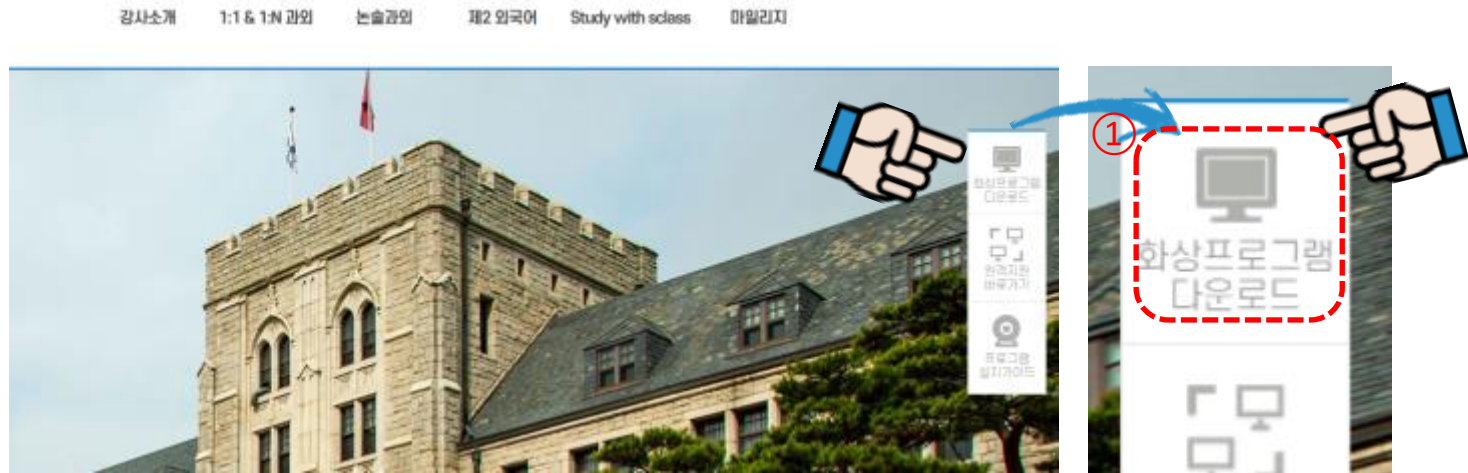 강사소개 1:1 & 1:N 과외 논술과외 제2 외국어 Study with sclass 마일리지
화상프로그램
다운로드
원격지원
바로가기
프로그램
설치가이드
①
화상프로그램
다운로드